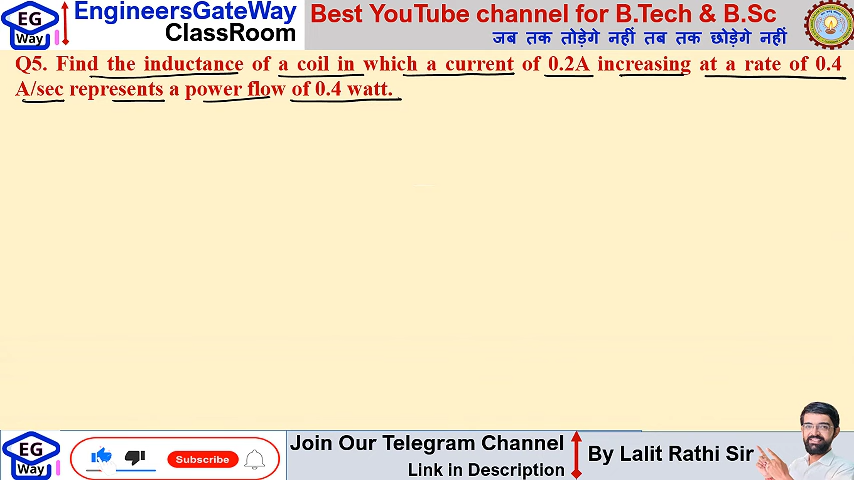 EG
Way
EngineersGateWay
ClassRoom
Best YouTube channel for B.Tech & B.Sc
जब तक तोड़ेगे नहीं तब तक छोड़ेगे नहीं
Q5. Find the inductance of a coil in which a current of 0.2A increasing at a rate of 0.4
A/sec represents a power flow of 0.4 watt.
EG
Way
Subscribe
Join Our Telegram Channel
Link in Description
By Lalit Rathi Sir